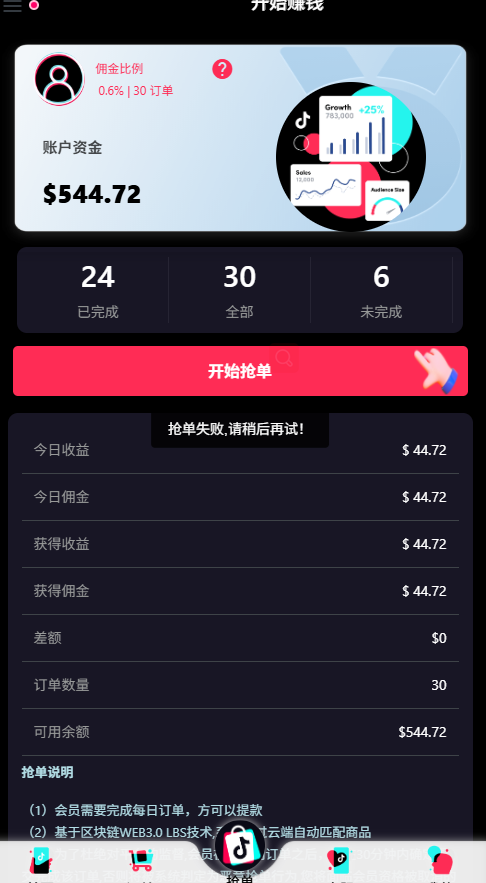 开始赚钱
佣金比例
?
0.6% | 30 订单
账户资金
$544.72
Growth
783,000
+25%
Sales
Audience Size
24
30
6
已完成
全部
未完成
开始抢单
抢单失败,请稍后再试!
今日收益
$ 44.72
今日佣金
$ 44.72
获得收益
$ 44.72
获得佣金
$ 44.72
差额
$0
订单数量
30
可用余额
$544.72
抢单说明
（1）会员需要完成每日订单，方可以提款
（2）基于区块链WEB3.0 LBS技术,
过云端自动匹配商品
抢单